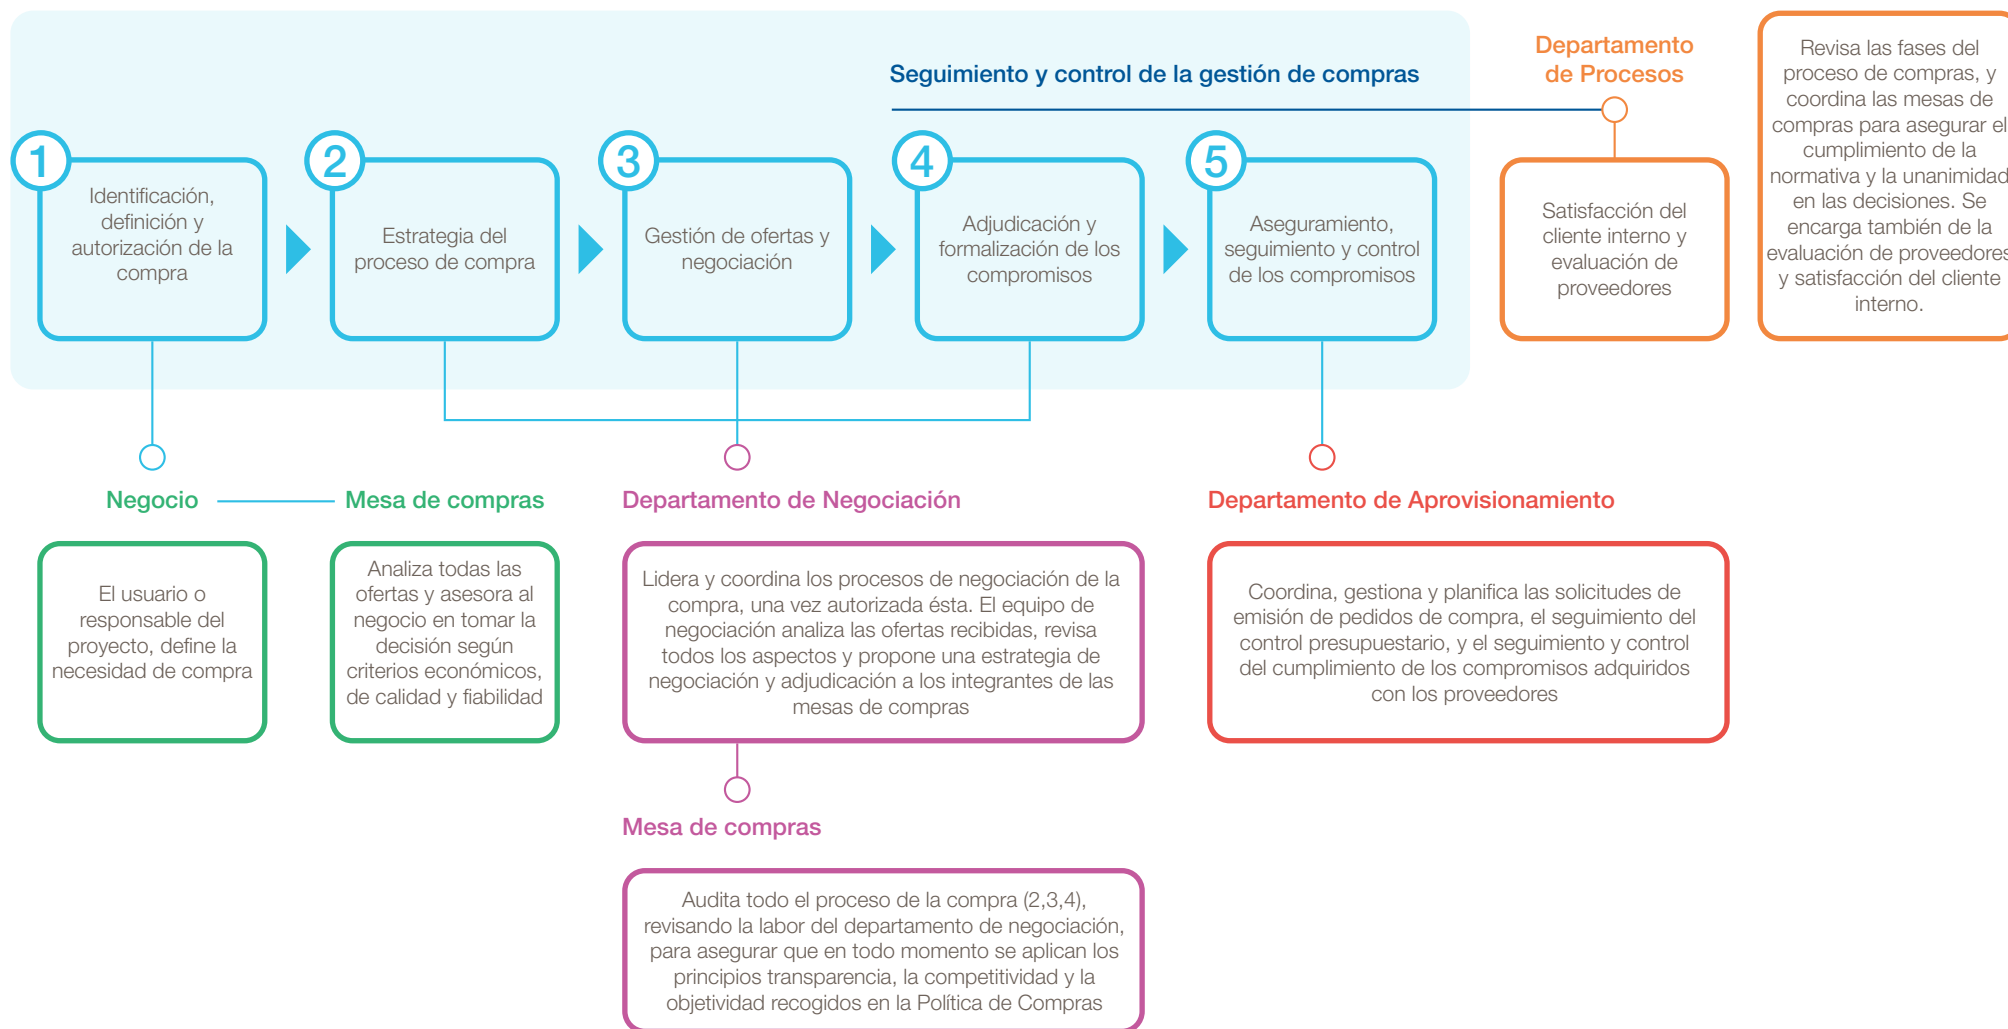 Seguimiento y control de la gestión de compras
Departamento
de Procesos
Revisa las fases del
proceso de compras, y
coordina las mesas de
compras para asegurar el
cumplimiento de la
normativa y la unanimidad
en las decisiones. Se
encarga también de la
evaluación de proveedores
y satisfacción del cliente
interno.
1
Identificación,
definición y
autorización de la
compra
2
Estrategia del
proceso de compra
3
Gestión de ofertas y
negociación
4
Adjudicación y
formalización de los
compromisos
5
Aseguramiento,
seguimiento y control
de los compromisos
Satisfacción del
cliente interno y
evaluación de
proveedores
Negocio
El usuario o
responsable del
proyecto, define la
necesidad de compra
Mesa de compras
Analiza todas las
ofertas y asesora al
negocio en tomar la
decisión según
criterios económicos,
de calidad y fiabilidad
Departamento de Negociación
Lidera y coordina los procesos de negociación de la
compra, una vez autorizada ésta. El equipo de
negociación analiza las ofertas recibidas, revisa
todos los aspectos y propone una estrategia de
negociación y adjudicación a los integrantes de las
mesas de compras
Departamento de Aprovisionamiento
Coordina, gestiona y planifica las solicitudes de
emisión de pedidos de compra, el seguimiento del
control presupuestario, y el seguimiento y control
del cumplimiento de los compromisos adquiridos
con los proveedores
Mesa de compras
Audita todo el proceso de la compra (2,3,4),
revisando la labor del departamento de negociación,
para asegurar que en todo momento se aplican los
principios transparencia, la competitividad y la
objetividad recogidos en la Política de Compras